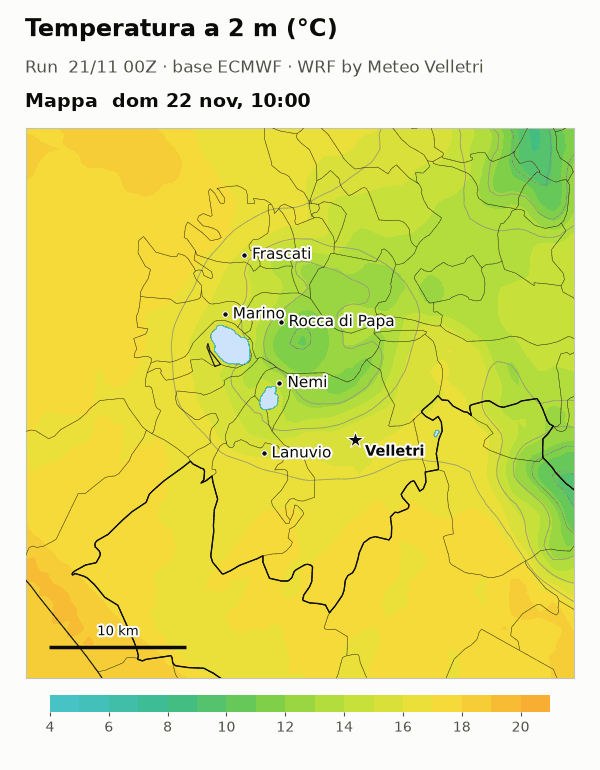 Temperatura a 2 m (°C)
Run 21/11 00Z · base ECMWF · WRF by Meteo Velletri
Mappa dom 22 nov, 10:00
Frascati
Marino
Rocca di Papa
Nemi
Velletri
Lanuvio
10 km
4 6 8 10 12 14 16 18 20